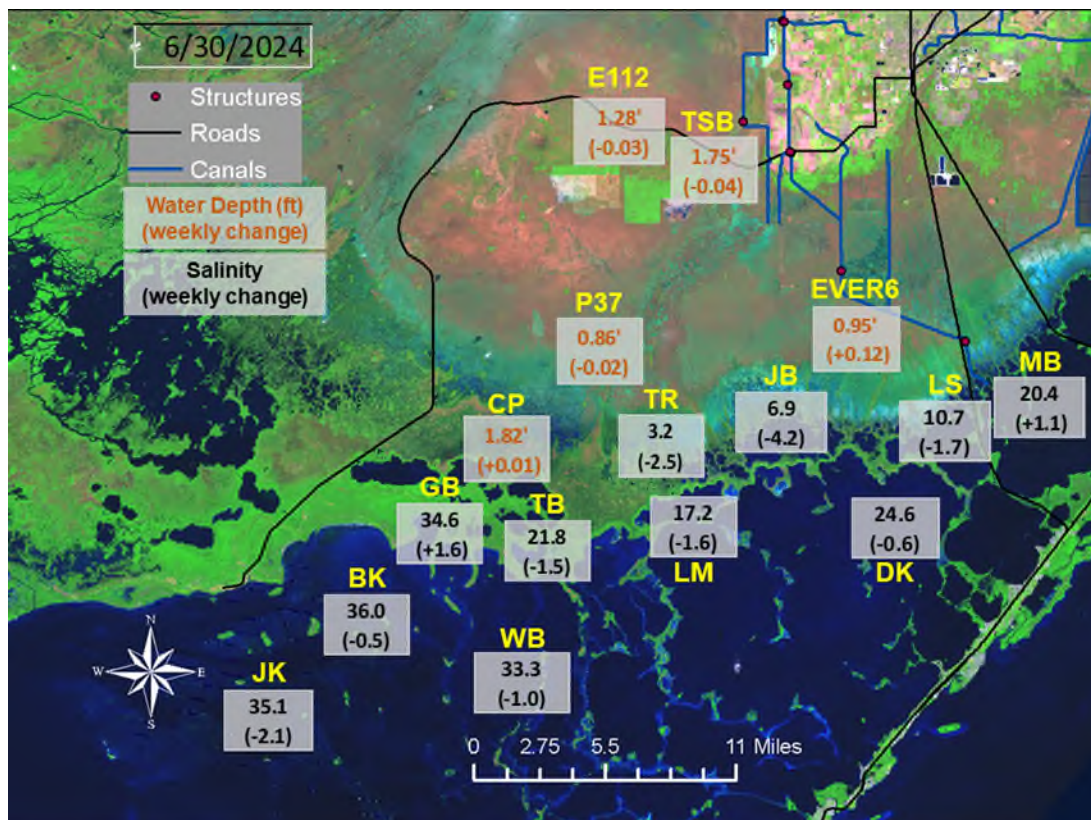 6/30/2024
Structures
Roads
Canals
Water Depth (ft)
(weekly change)
Salinity
(weekly change)
E112
1.28'
(-0.03)
TSB
1.75'
(-0.04)
P37
0.86'
(-0.02)
EVER6
0.95'
(+0.12)
CP
1.82'
(+0.01)
TR
3.2
(-2.5)
JB
6.9
(-4.2)
LS
10.7
(-1.7)
MB
20.4
(+1.1)
GB
34.6
(+1.6)
TB
21.8
(-1.5)
17.2
(-1.6)
LM
24.6
(-0.6)
DK
BK
36.0
(-0.5)
WB
33.3
(-1.0)
JK
35.1
(-2.1)
N
W E
S
0 2.75 5.5 11 Miles